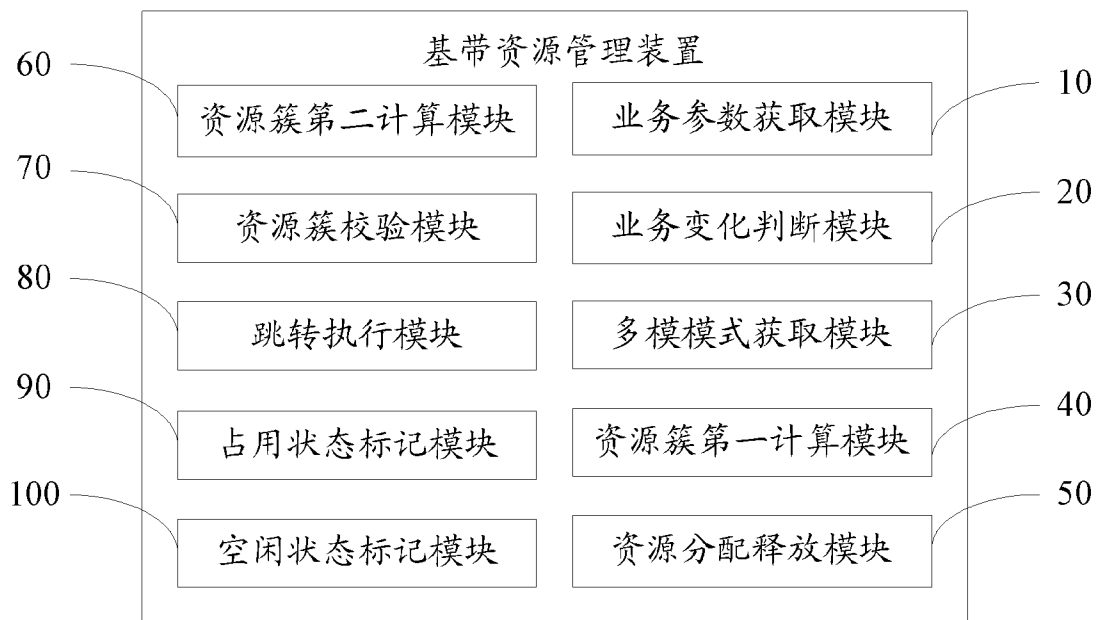 基带资源管理装置
60
资源簇第二计算模块
业务参数获取模块
10
70
资源簇校验模块
业务变化判断模块
20
80
跳转执行模块
多模模式获取模块
30
90
占用状态标记模块
资源簇第一计算模块
40
100
空闲状态标记模块
资源分配释放模块
50